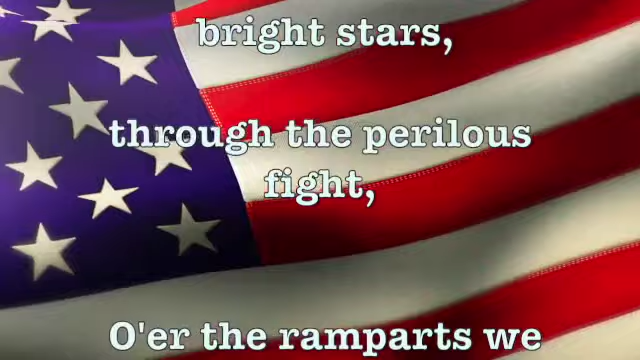 bright stars,
through the perilous
fight,
O'er the ramparts we